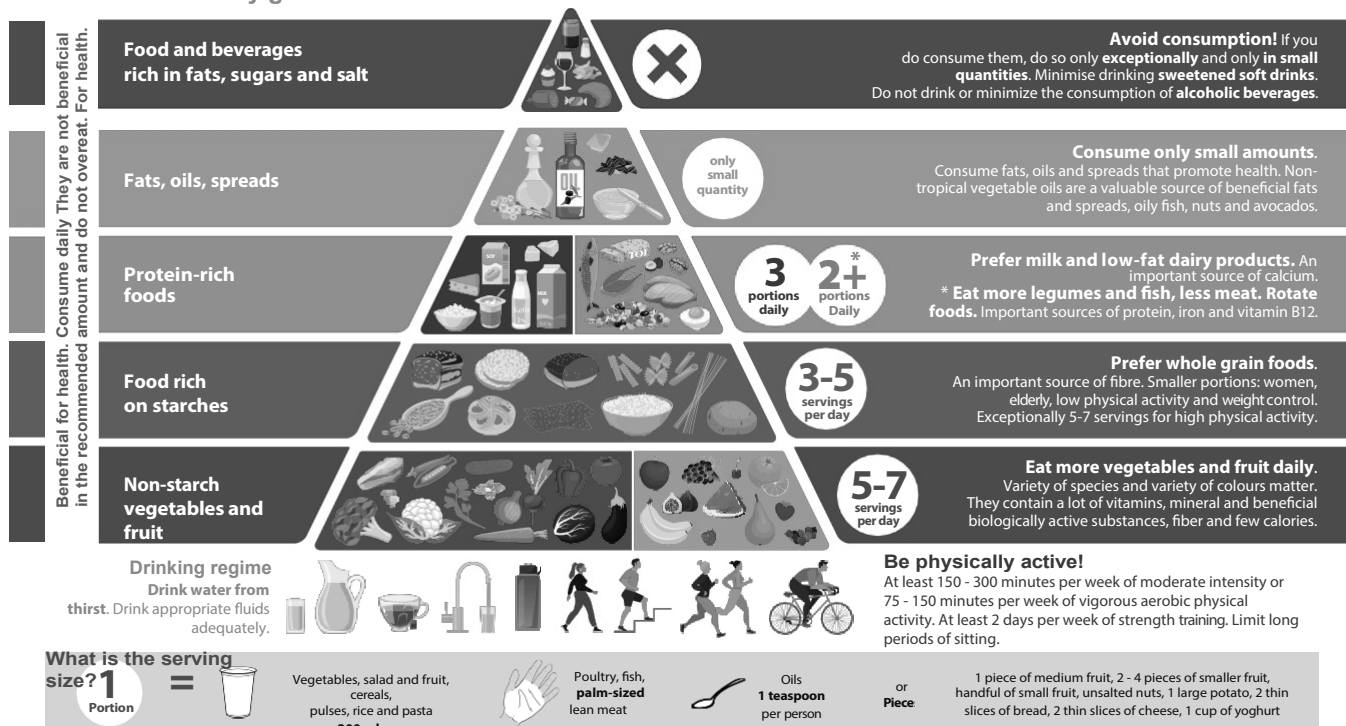 Beneficial for health. Consume daily They are not beneficial
in the recommended amount and do not overeat. For health.
Food and beverages
rich in fats, sugars and salt
Avoid consumption! If you
do consume them, do so only exceptionally and only in small
quantities. Minimise drinking sweetened soft drinks.
Do not drink or minimize the consumption of alcoholic beverages.
Fats, oils, spreads
only
small
quantity
Consume only small amounts.
Consume fats, oils and spreads that promote health. Non-
tropical vegetable oils are a valuable source of beneficial fats
and spreads, oily fish, nuts and avocados.
Protein-rich
foods
3
portions
daily
2+*
portions
Daily
Prefer milk and low-fat dairy products. An
important source of calcium.
* Eat more legumes and fish, less meat. Rotate
foods. Important sources of protein, iron and vitamin B12.
Food rich
on starches
3-5
servings
per day
Prefer whole grain foods.
An important source of fibre. Smaller portions: women,
elderly, low physical activity and weight control.
Exceptionally 5-7 servings for high physical activity.
Non-starch
vegetables and
fruit
5-7
servings
per day
Eat more vegetables and fruit daily.
Variety of species and variety of colours matter.
They contain a lot of vitamins, mineral and beneficial
biologically active substances, fiber and few calories.
Drinking regime
Drink water from
thirst. Drink appropriate fluids
adequately.
Be physically active!
At least 150 - 300 minutes per week of moderate intensity or
75 - 150 minutes per week of vigorous aerobic physical
activity. At least 2 days per week of strength training. Limit long
periods of sitting.
What is the serving
size?
1
Portion
=
Vegetables, salad and fruit,
cereals,
pulses, rice and pasta
Poultry, fish,
palm-sized
lean meat
Oils
1 teaspoon
per person
or
Piece
1 piece of medium fruit, 2 - 4 pieces of smaller fruit,
handful of small fruit, unsalted nuts, 1 large potato, 2 thin
slices of bread, 2 thin slices of cheese, 1 cup of yoghurt